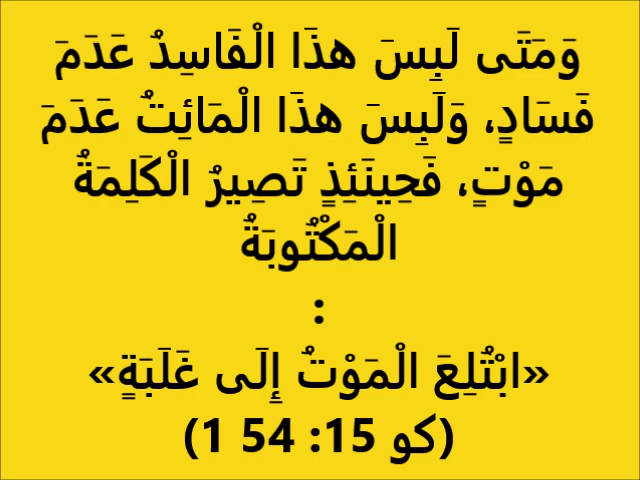 وَمَتَى لَبِسَ هذَا الْفَاسِدُ عَدَمَ
فَسَادٍ، وَلَبِسَ هذَا الْمَائِتُ عَدَمَ
مَوْتٍ، فَحِينَئِذٍ تَصِيرُ الْكَلِمَةُ
الْمَكْتُوبَةُ
:
«ابْتُلِعَ الْمَوْتُ إِلَى غَلَبَةٍ»
(كو 15: 54 1)